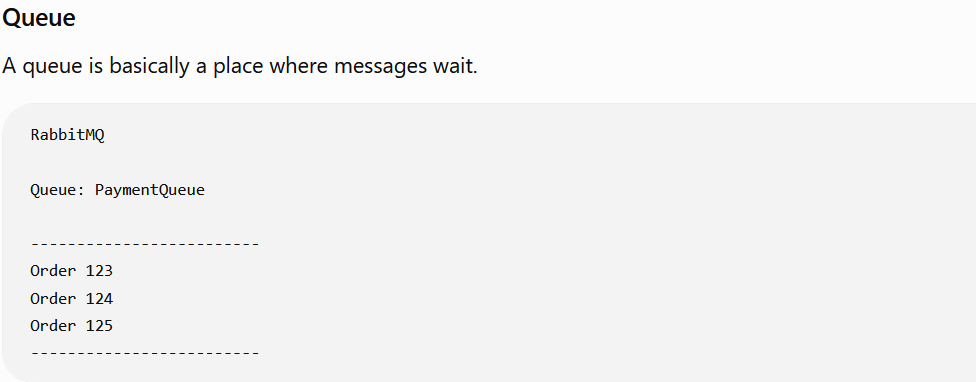 Queue
A queue is basically a place where messages wait.
RabbitMQ
Queue: PaymentQueue
-------------------------
Order 123
Order 124
Order 125
-------------------------